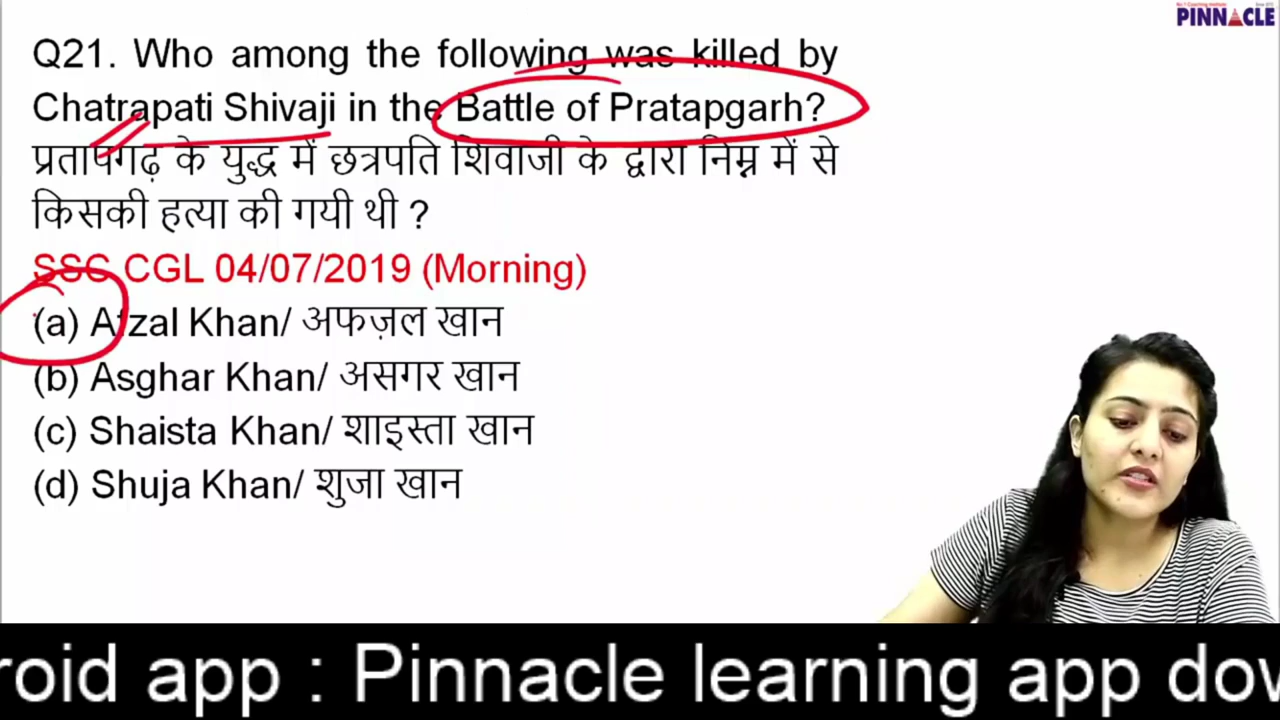 PINNACLE
Q21. Who among the following was killed by
Chatrapati Shivaji in the Battle of Pratapgarh?
प्रतापगढ़ के युद्ध में छत्रपति शिवाजी के द्वारा निम्न में से
किसकी हत्या की गयी थी ?
SSC CGL 04/07/2019 (Morning)
(a) Afzal Khan/ अफज़ल खान
(b) Asghar Khan/ असगर खान
(c) Shaista Khan/ शाइस्ता खान
(d) Shuja Khan/ शुजा खान
roid app : Pinnacle learning app dow